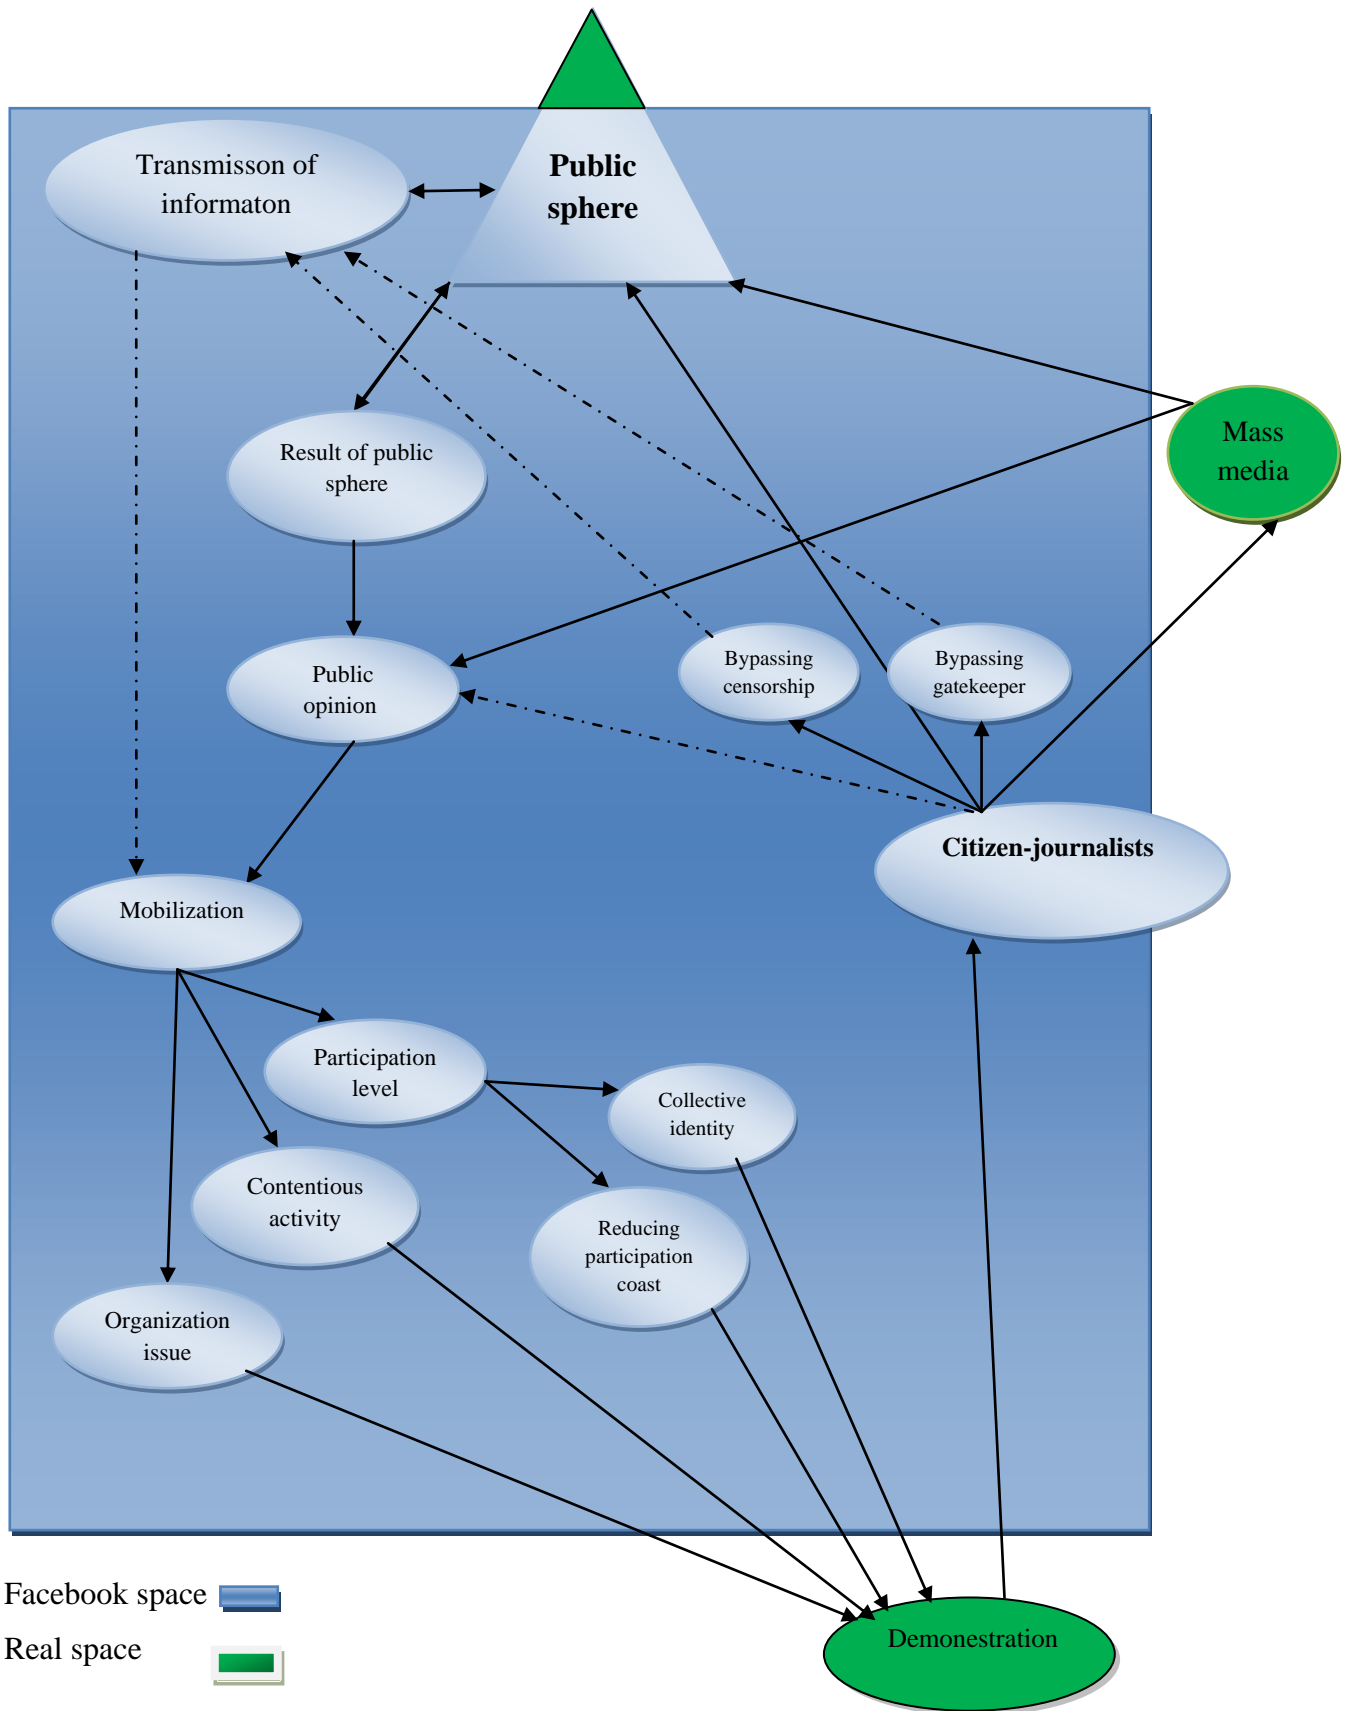 Transmisson of
informaton
Public
sphere
Result of public
sphere
Mass
media
Public
opinion
Bypassing
censorship
Bypassing
gatekeeper
Citizen-journalists
Mobilization
Participation
level
Collective
identity
Contentious
activity
Reducing
participation
coast
Organization
issue
Facebook space
Real space
Demonestration